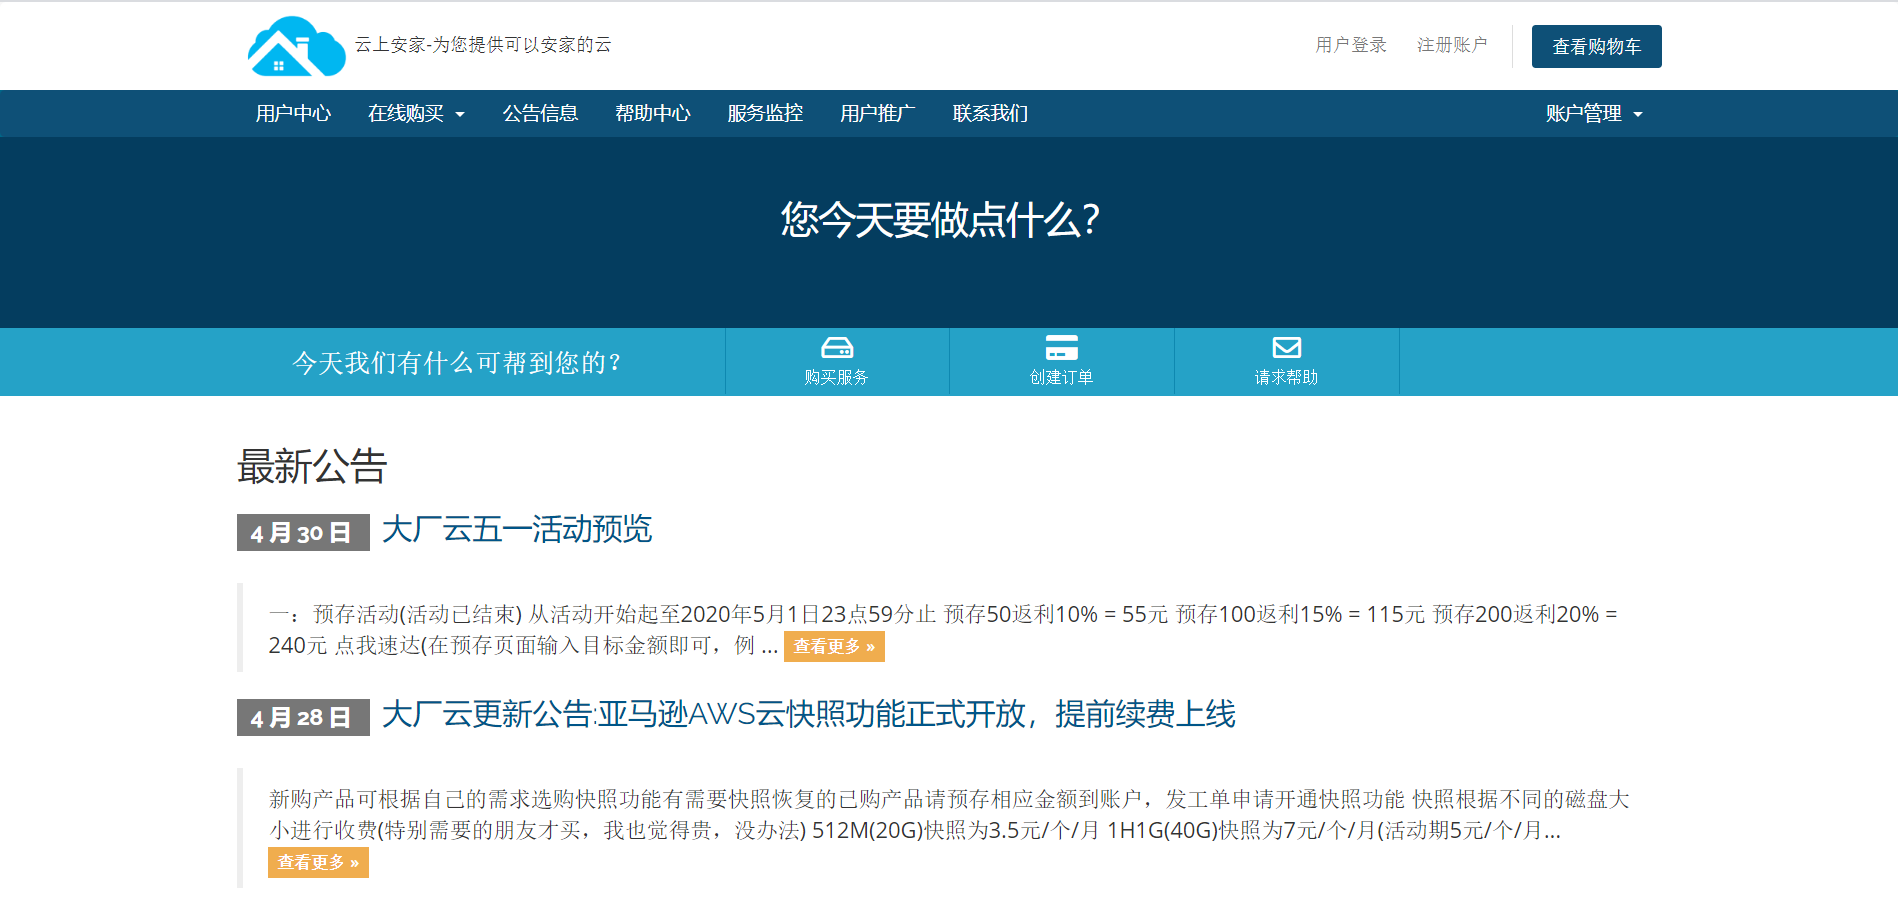 云上安家-为您提供可以安家的云
用户登录 注册账户 查看购物车
用户中心 在线购买 公告信息 帮助中心 服务监控 用户推广 联系我们 账户管理
您今天要做点什么？
今天我们有什么可帮到您的？ 购买服务 创建订单 请求帮助
最新公告
4 月 30 日 大厂云五一活动预览
一：预存活动(活动已结束) 从活动开始起至2020年5月1日23点59分止 预存50返利10% = 55元 预存100返利15% = 115元 预存200返利20% =
240元 点我速达(在预存页面输入目标金额即可，例 ... 查看更多 »
4 月 28 日 大厂云更新公告:亚马逊AWS云快照功能正式开放，提前续费上线
新购产品可根据自己的需求选购快照功能有需要快照恢复的已购产品请预存相应金额到账户，发工单申请开通快照功能 快照根据不同的磁盘大
小进行收费(特别需要的朋友才买，我也觉得贵，没办法) 512M(20G)快照为3.5元/个/月 1H1G(40G)快照为7元/个/月(活动期5元/个/月...
查看更多 »